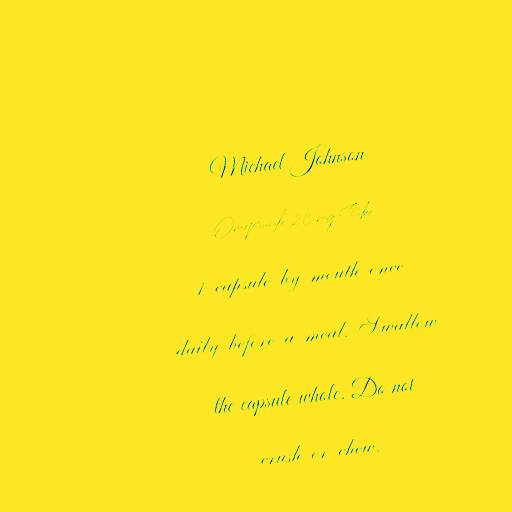 Michael Johnson
Omeprazole 20 mg Take
1 capsule by mouth once
daily before a meal. Swallow
the capsule whole. Do not
crush or chew.